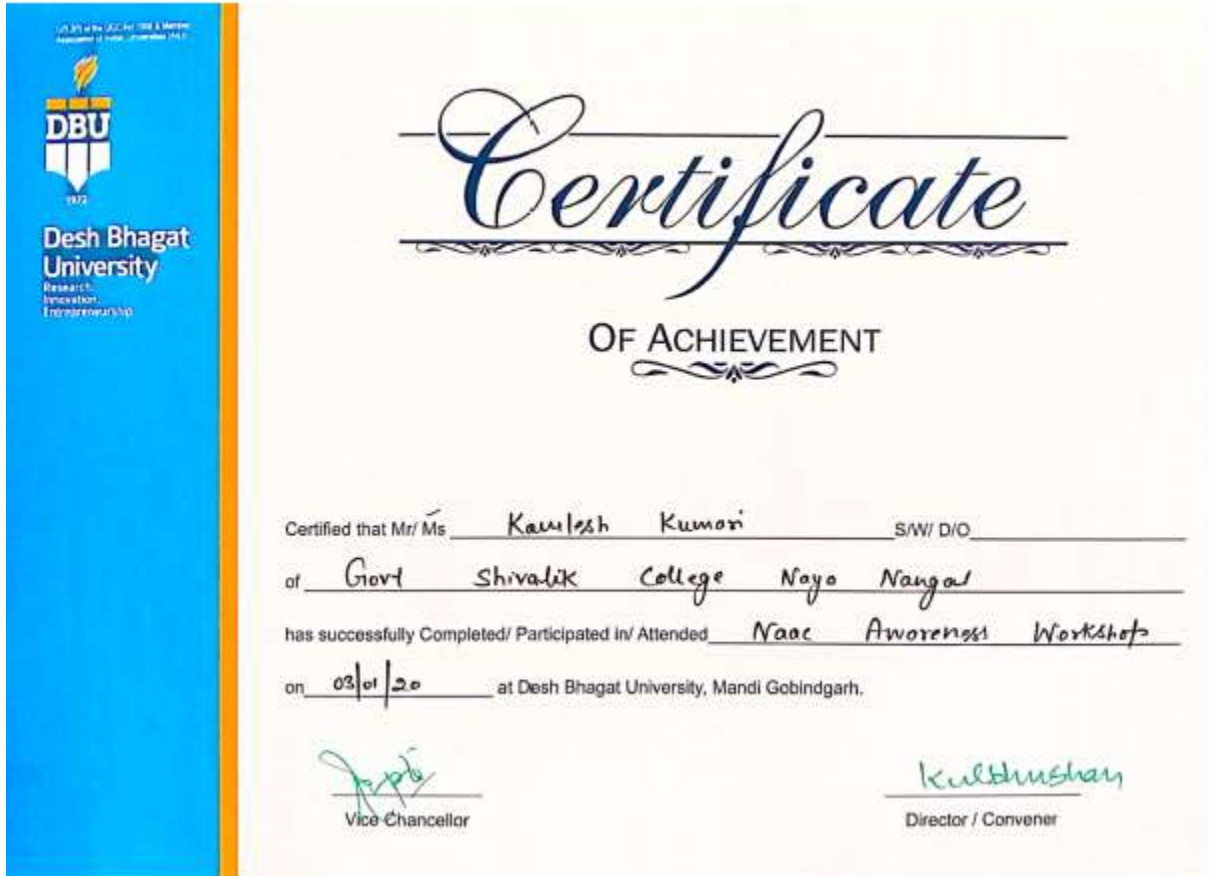 DBU
Desh Bhagat
University
Research.
Innovation.
Entrepreneurship.
Certificate
OF ACHIEVEMENT
Certified that Mr/ Ms Kamlesh Kumari S/W/ D/O
of Govt Shivalik College Naya Nangal
has successfully Completed/ Participated in/ Attended Naac Awareness Workshop
on 03/01/20 at Desh Bhagat University, Mandi Gobindgarh.
Kulbhushan
Vice Chancellor Director / Convener